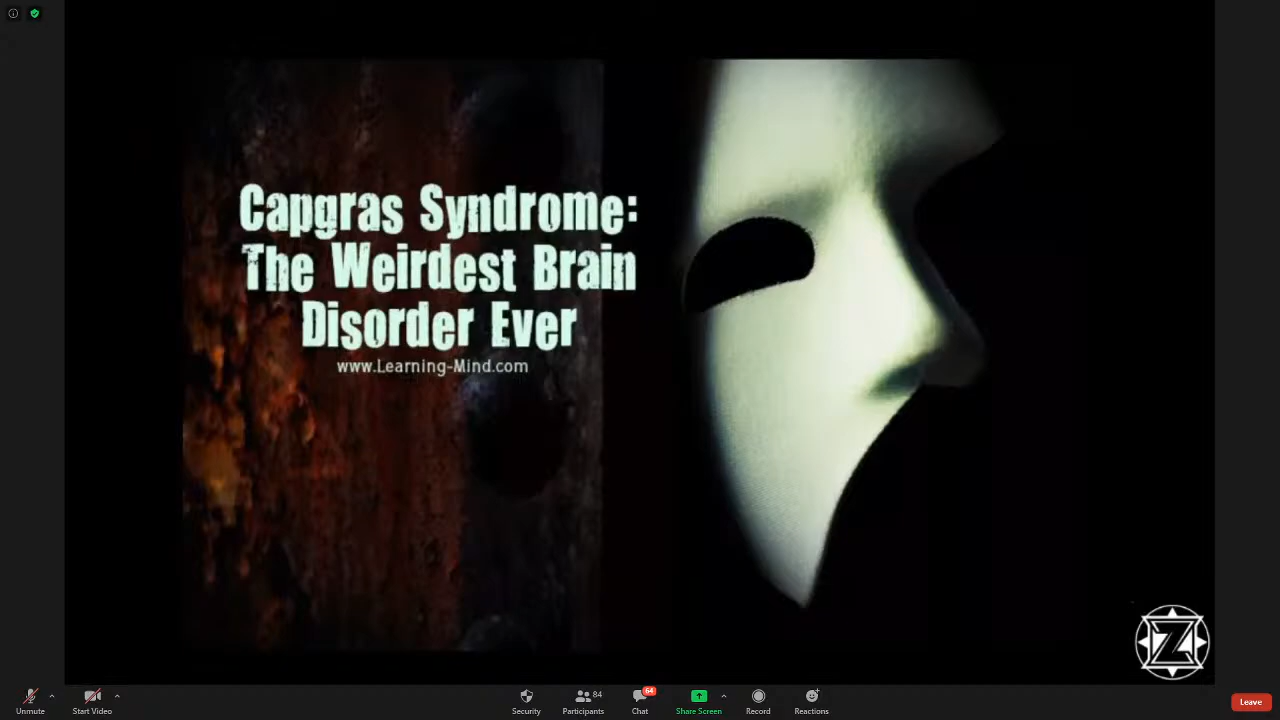 Capgras Syndrome:
The Weirdest Brain
Disorder Ever
www.Learning-Mind.com
Z
Unmute
Start Video
Security
84
Participants
64
Chat
Share Screen
Record
Reactions
Leave